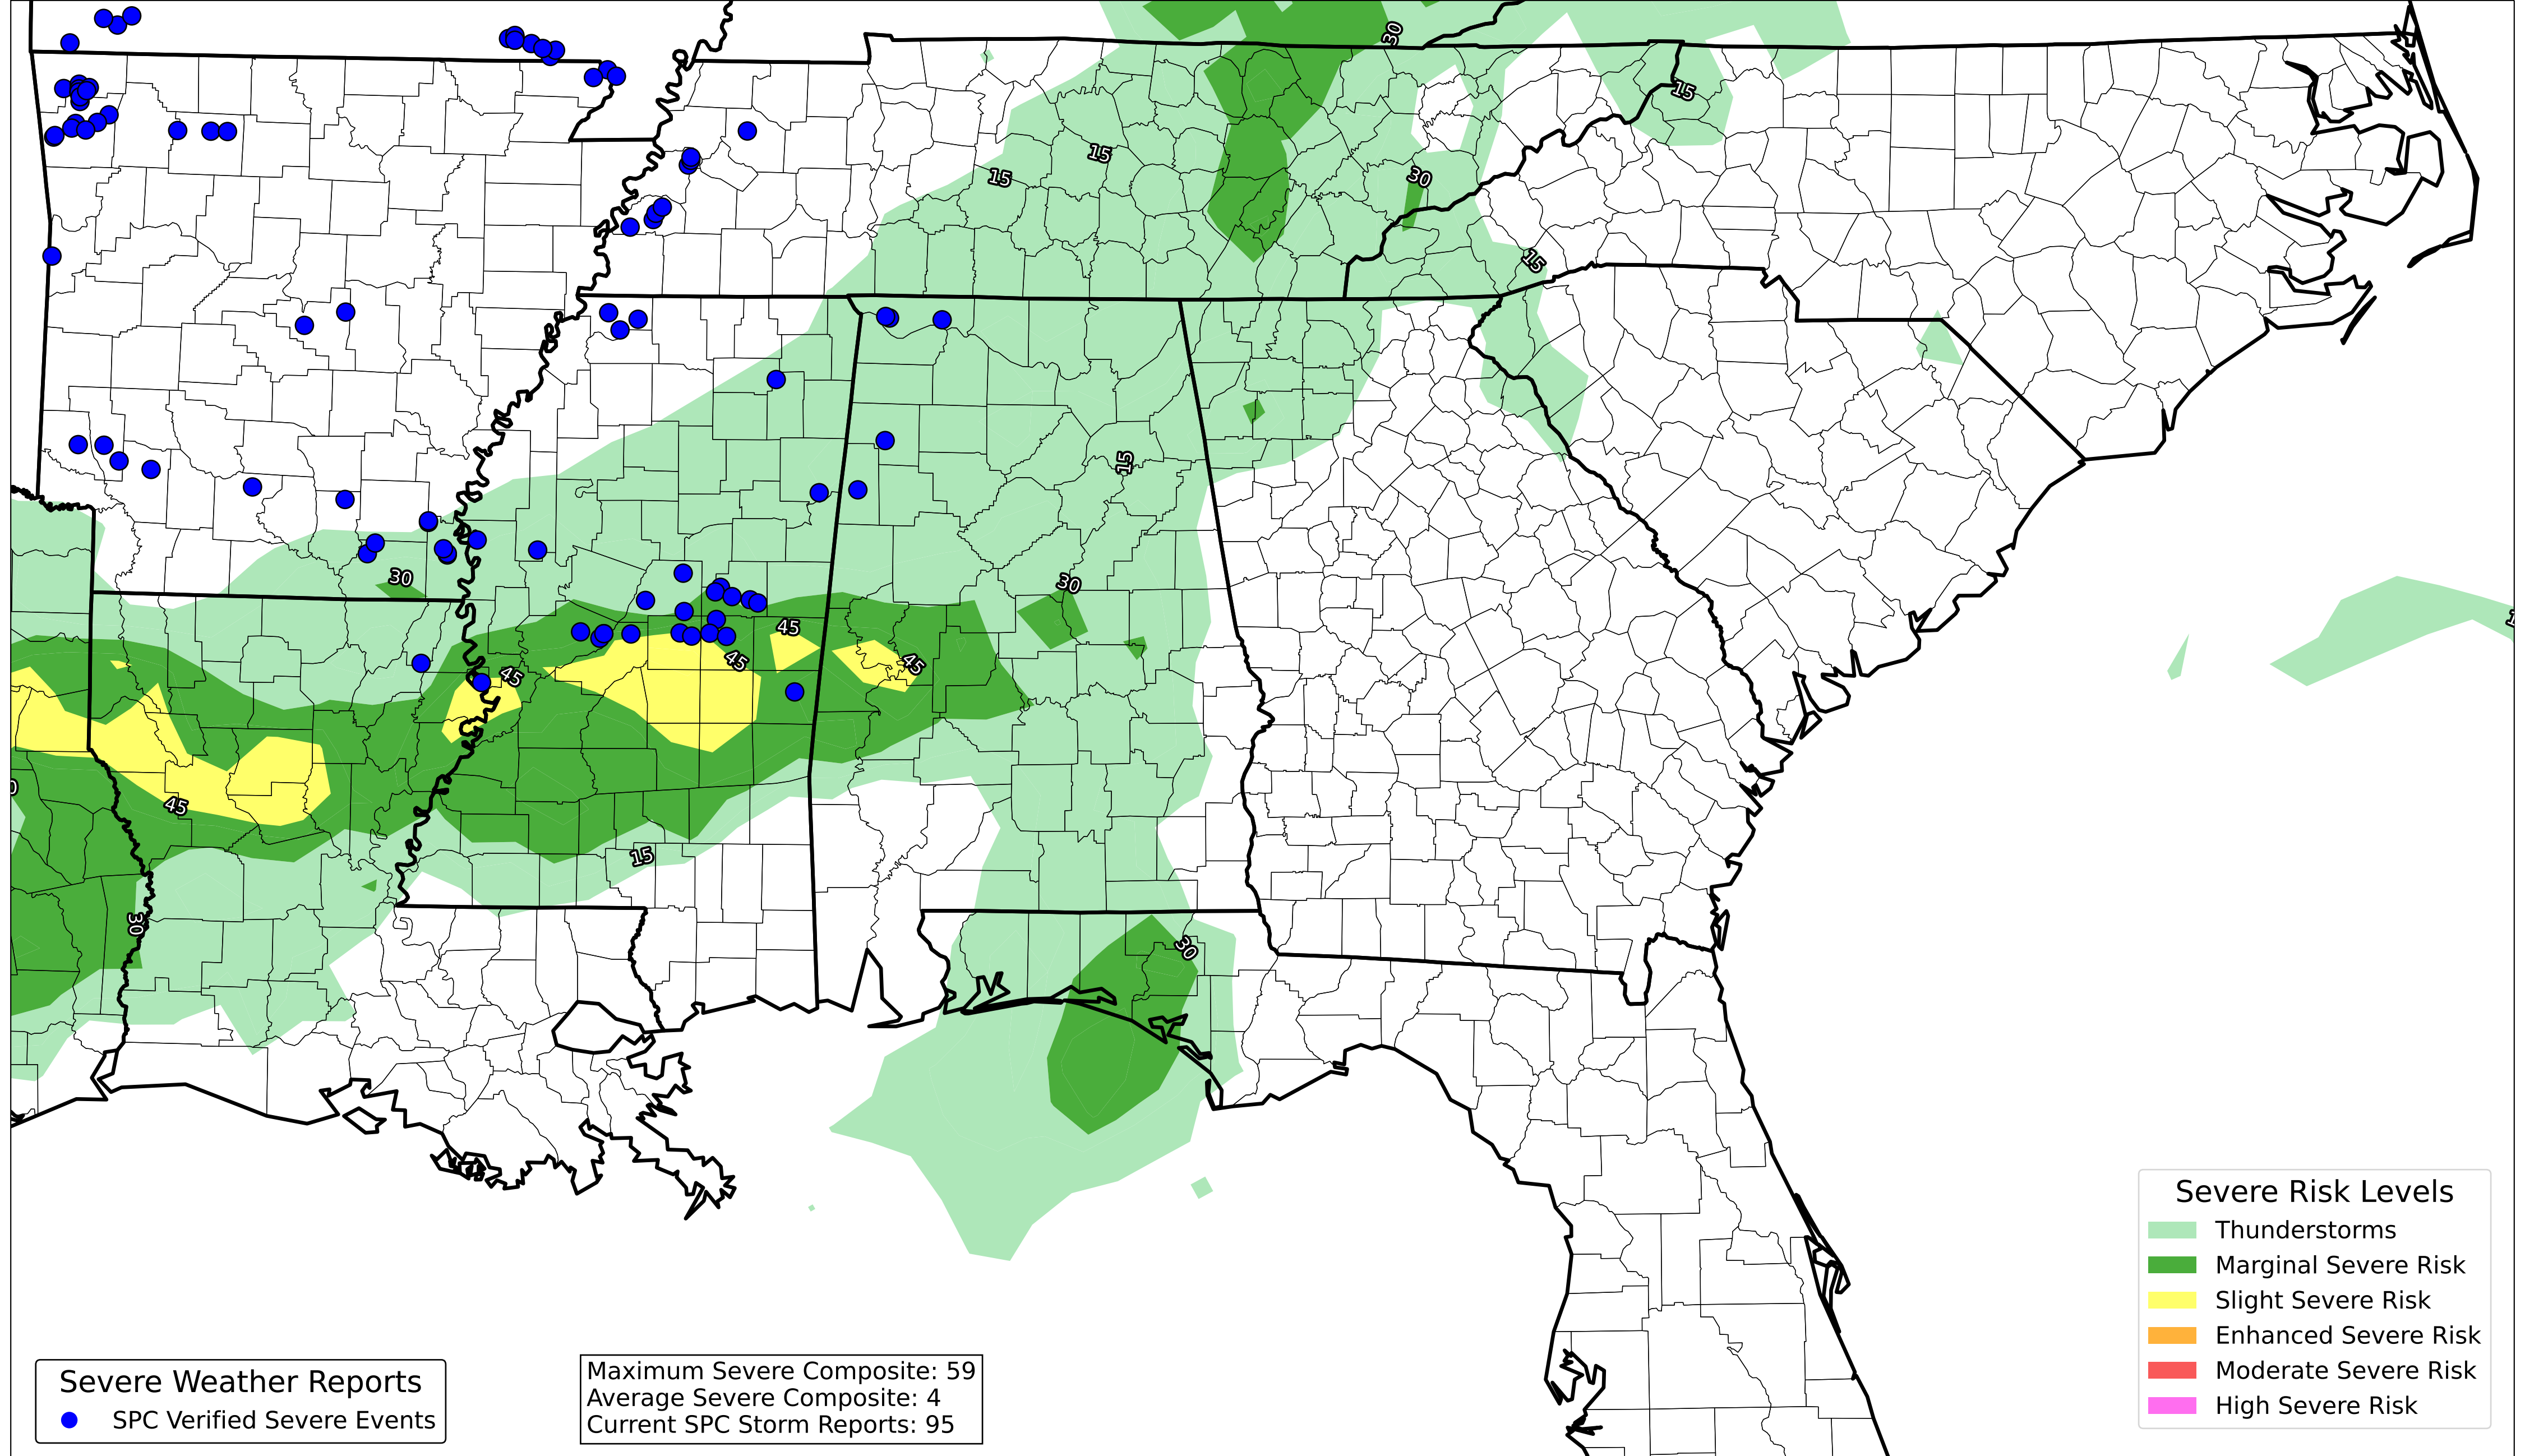 30
15
15
15
30
15
15
30
30
45
45
45
45
45
15
30
30
Severe Risk Levels
Thunderstorms
Marginal Severe Risk
Slight Severe Risk
Enhanced Severe Risk
Moderate Severe Risk
High Severe Risk
Severe Weather Reports
SPC Verified Severe Events
Maximum Severe Composite: 59
Average Severe Composite: 4
Current SPC Storm Reports: 95